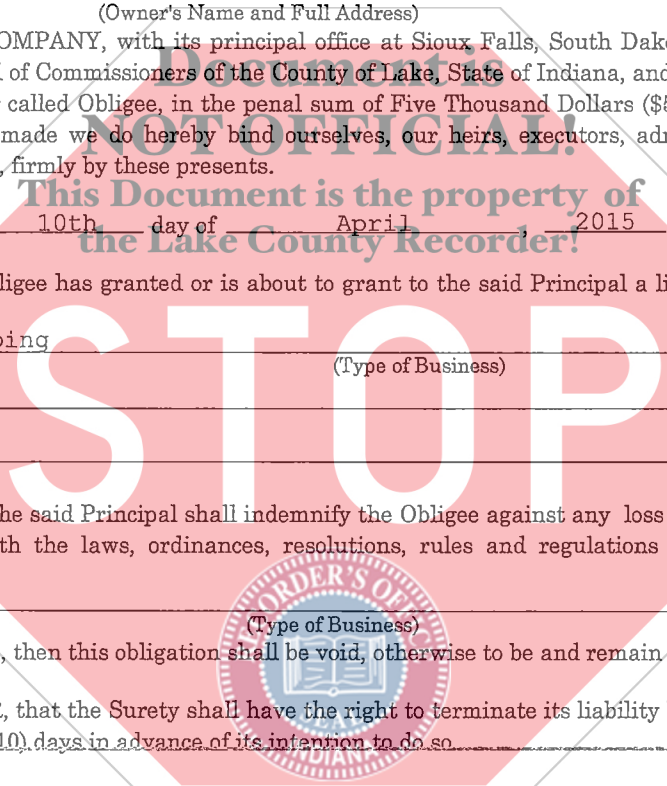 (Owner's Name and Full Address)
OMPANY, with its principal office at Sioux Falls, South Dak
of Commissioners of the County of Lake, State of Indiana, and
called Obligee, in the penal sum of Five Thousand Dollars ($5
made we do hereby bind ourselves, our heirs, executors, ad
, firmly by these presents.
Document is
NOT OFFICIAL!
This Document is the property of
the Lake County Recorder!
10th day of April, 2015
ligee has granted or is about to grant to the said Principal a li
ping
(Type of Business)
STOP
he said Principal shall indemnify the Obligee against any loss
th the laws, ordinances, resolutions, rules and regulations
RECORDER'S OFFICE
(Type of Business)
, then this obligation shall be void, otherwise to be and remain
SEAL
, that the Surety shall have the right to terminate its liability
10) days in advance of its intention to do so
INDIANA